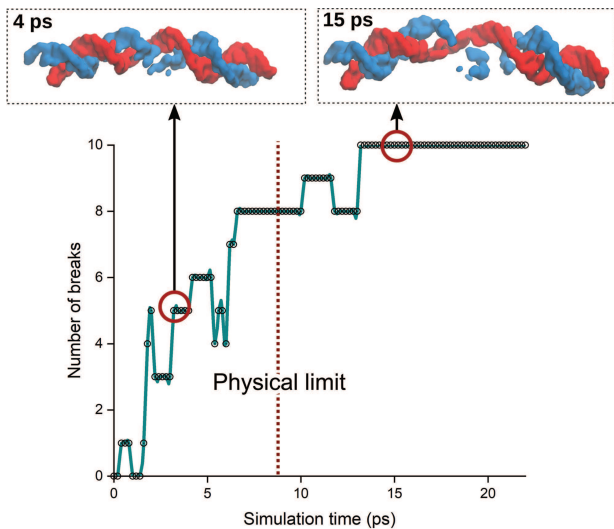 4 ps
15 ps
10
8
6
4
2
0
Number of breaks
Physical limit
0
5
10
15
20
Simulation time (ps)